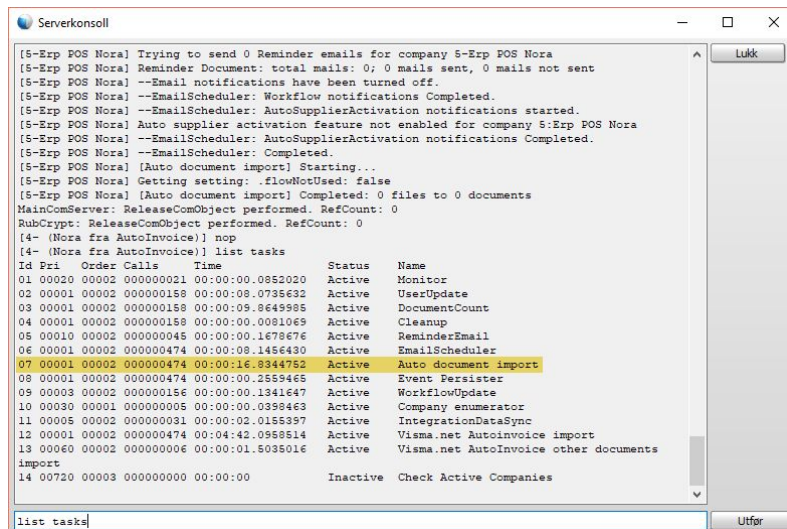 Serverkonsoll
Lukk
[5-Erp POS Nora] Trying to send 0 Reminder emails for company 5-Erp POS Nora
[5-Erp POS Nora] Reminder Document: total mails: 0; 0 mails sent, 0 mails not sent
[5-Erp POS Nora] --Email notifications have been turned off.
[5-Erp POS Nora] --EmailScheduler: Workflow notifications Completed.
[5-Erp POS Nora] --EmailScheduler: AutoSupplierActivation notifications started.
[5-Erp POS Nora] Auto supplier activation feature not enabled for company 5:Erp POS Nora
[5-Erp POS Nora] --EmailScheduler: AutoSupplierActivation notifications Completed.
[5-Erp POS Nora] --EmailScheduler: Completed.
[5-Erp POS Nora] [Auto document import] Starting...
[5-Erp POS Nora] Getting setting: .flowNotUsed: false
[5-Erp POS Nora] [Auto document import] Completed: 0 files to 0 documents
MainComServer: ReleaseComObject performed. RefCount: 0
RubCrypt: ReleaseComObject performed. RefCount: 0
[4- (Nora fra AutoInvoice)] nop
[4- (Nora fra AutoInvoice)] list tasks
Id Pri Order Calls Time Status Name
01 00020 00002 000000021 00:00:00.0852020 Active Monitor
02 00001 00002 000000158 00:00:08.0735632 Active UserUpdate
03 00001 00002 000000158 00:00:09.8649985 Active DocumentCount
04 00001 00002 000000158 00:00:00.0081069 Active Cleanup
05 00010 00002 000000045 00:00:00.1678676 Active ReminderEmail
06 00001 00002 000000474 00:00:08.1456430 Active EmailScheduler
07 00001 00002 000000474 00:00:16.8344752 Active Auto document import
08 00001 00002 000000474 00:00:00.2559465 Active Event Persister
09 00003 00002 000000156 00:00:00.1341647 Active WorkflowUpdate
10 00030 00001 000000005 00:00:00.0398463 Active Company enumerator
11 00005 00002 000000031 00:00:02.0155397 Active IntegrationDataSync
12 00001 00002 000000474 00:04:42.0958514 Active Visma.net Autoinvoice import
13 00060 00002 000000006 00:00:01.5035016 Active Visma.net AutoInvoice other documents
import
14 00720 00003 000000000 00:00:00 Inactive Check Active Companies
list tasks
Utfør